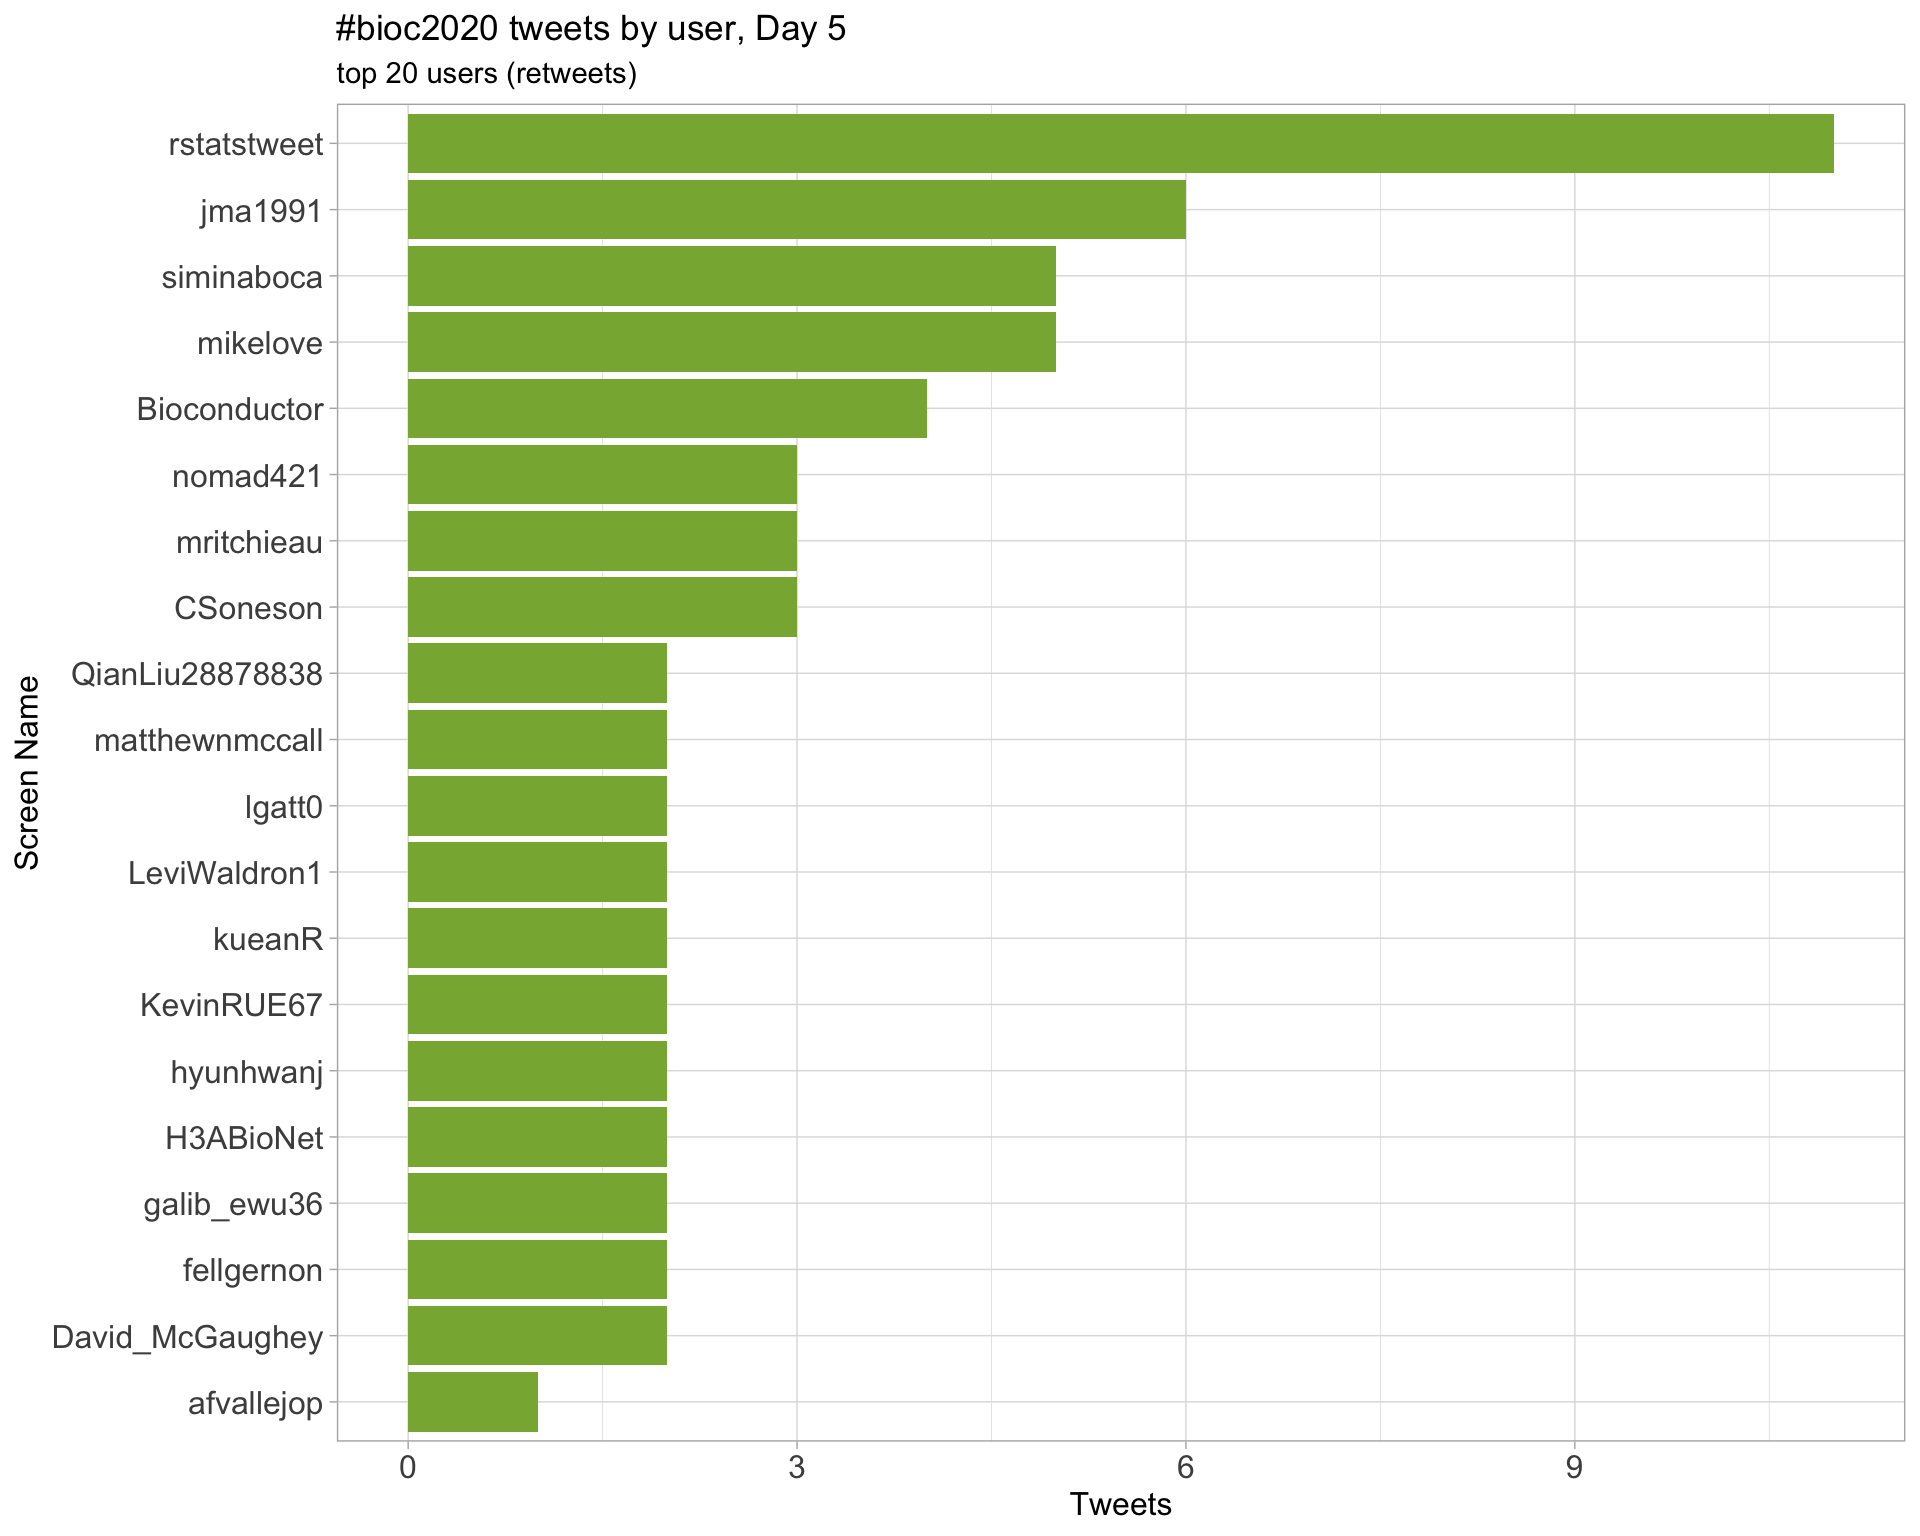 #bioc2020 tweets by user, Day 5
top 20 users (retweets)
rstatstweet
jma1991
siminaboca
mikelove
Bioconductor
nomad421
mritchieau
CSoneson
QianLiu28878838
matthewnmccall
lgatt0
LeviWaldron1
kueanR
KevinRUE67
hyunhwanj
H3ABioNet
galib_ewu36
fellgernon
David_McGaughey
afvallejop
Screen Name
0 3 6 9
Tweets